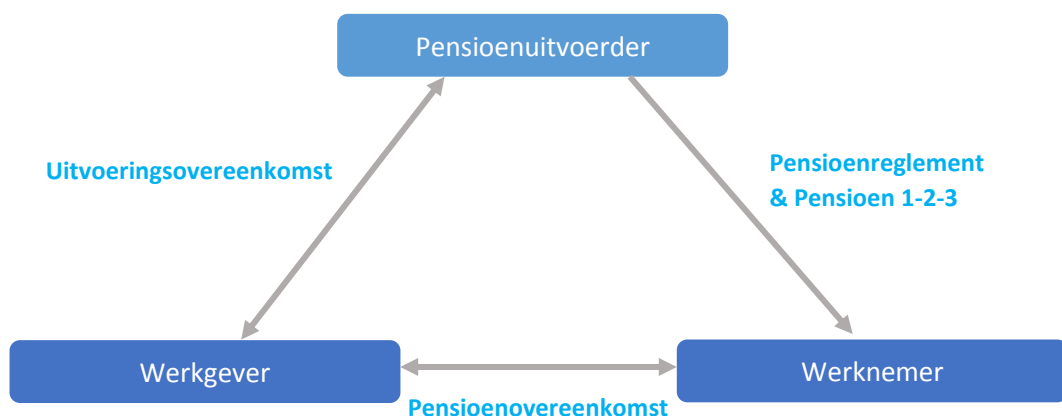 Pensioenuitvoerder
Uitvoeringsovereenkomst
Pensioenreglement
& Pensioen 1-2-3
Werkgever
Werknemer
Pensioenovereenkomst